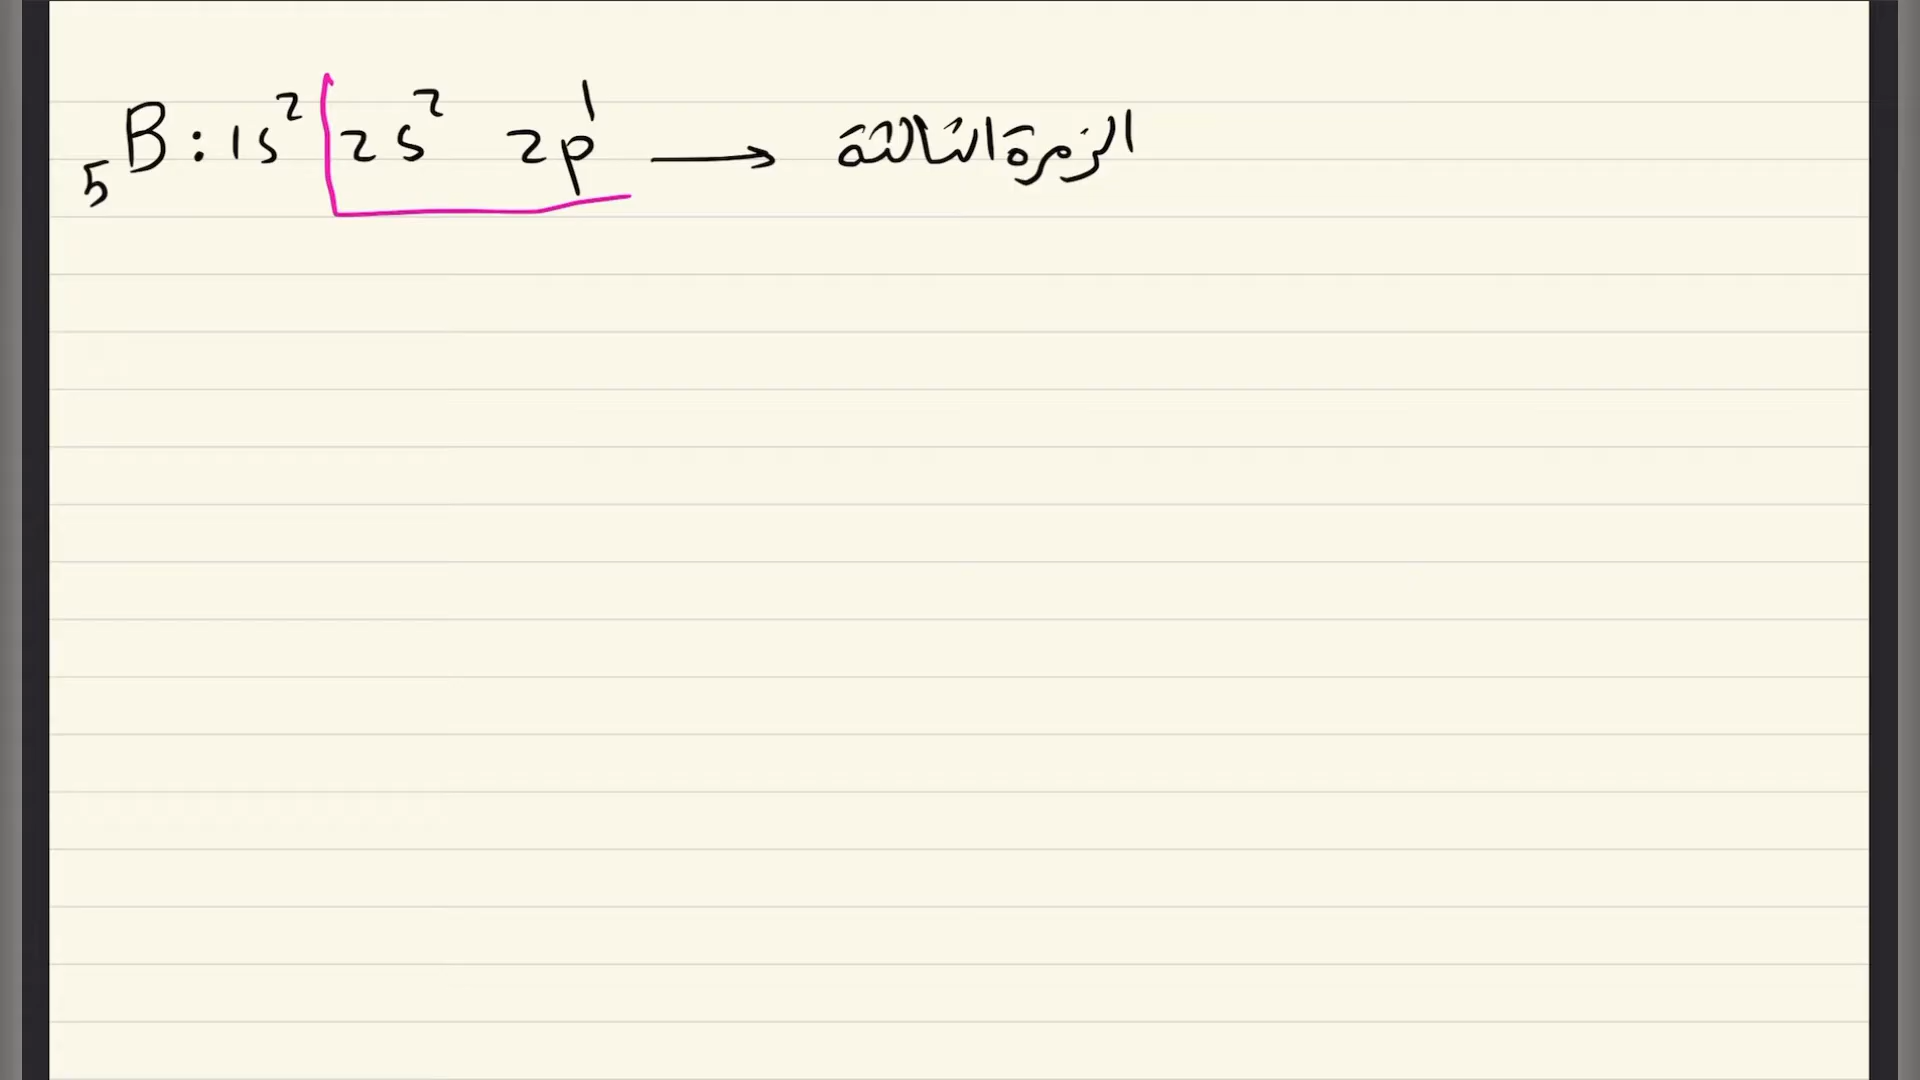 ₅B : 1s² 2s² 2p¹ → الزمرة الثالثة